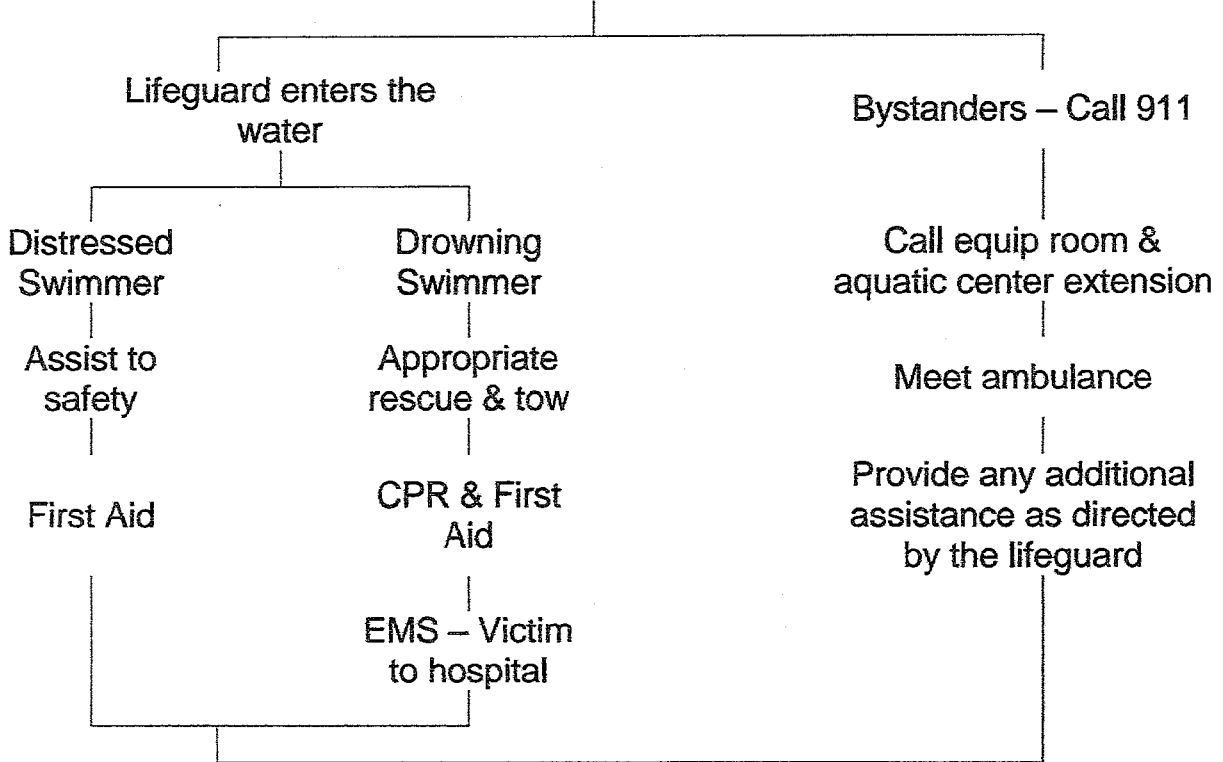 Lifeguard enters the
water
Distressed
Swimmer
Assist to
safety
First Aid
Drowning
Swimmer
Appropriate
rescue & tow
CPR & First
Aid
EMS – Victim
to hospital
Bystanders – Call 911
Call equip room &
aquatic center extension
Meet ambulance
Provide any additional
assistance as directed
by the lifeguard